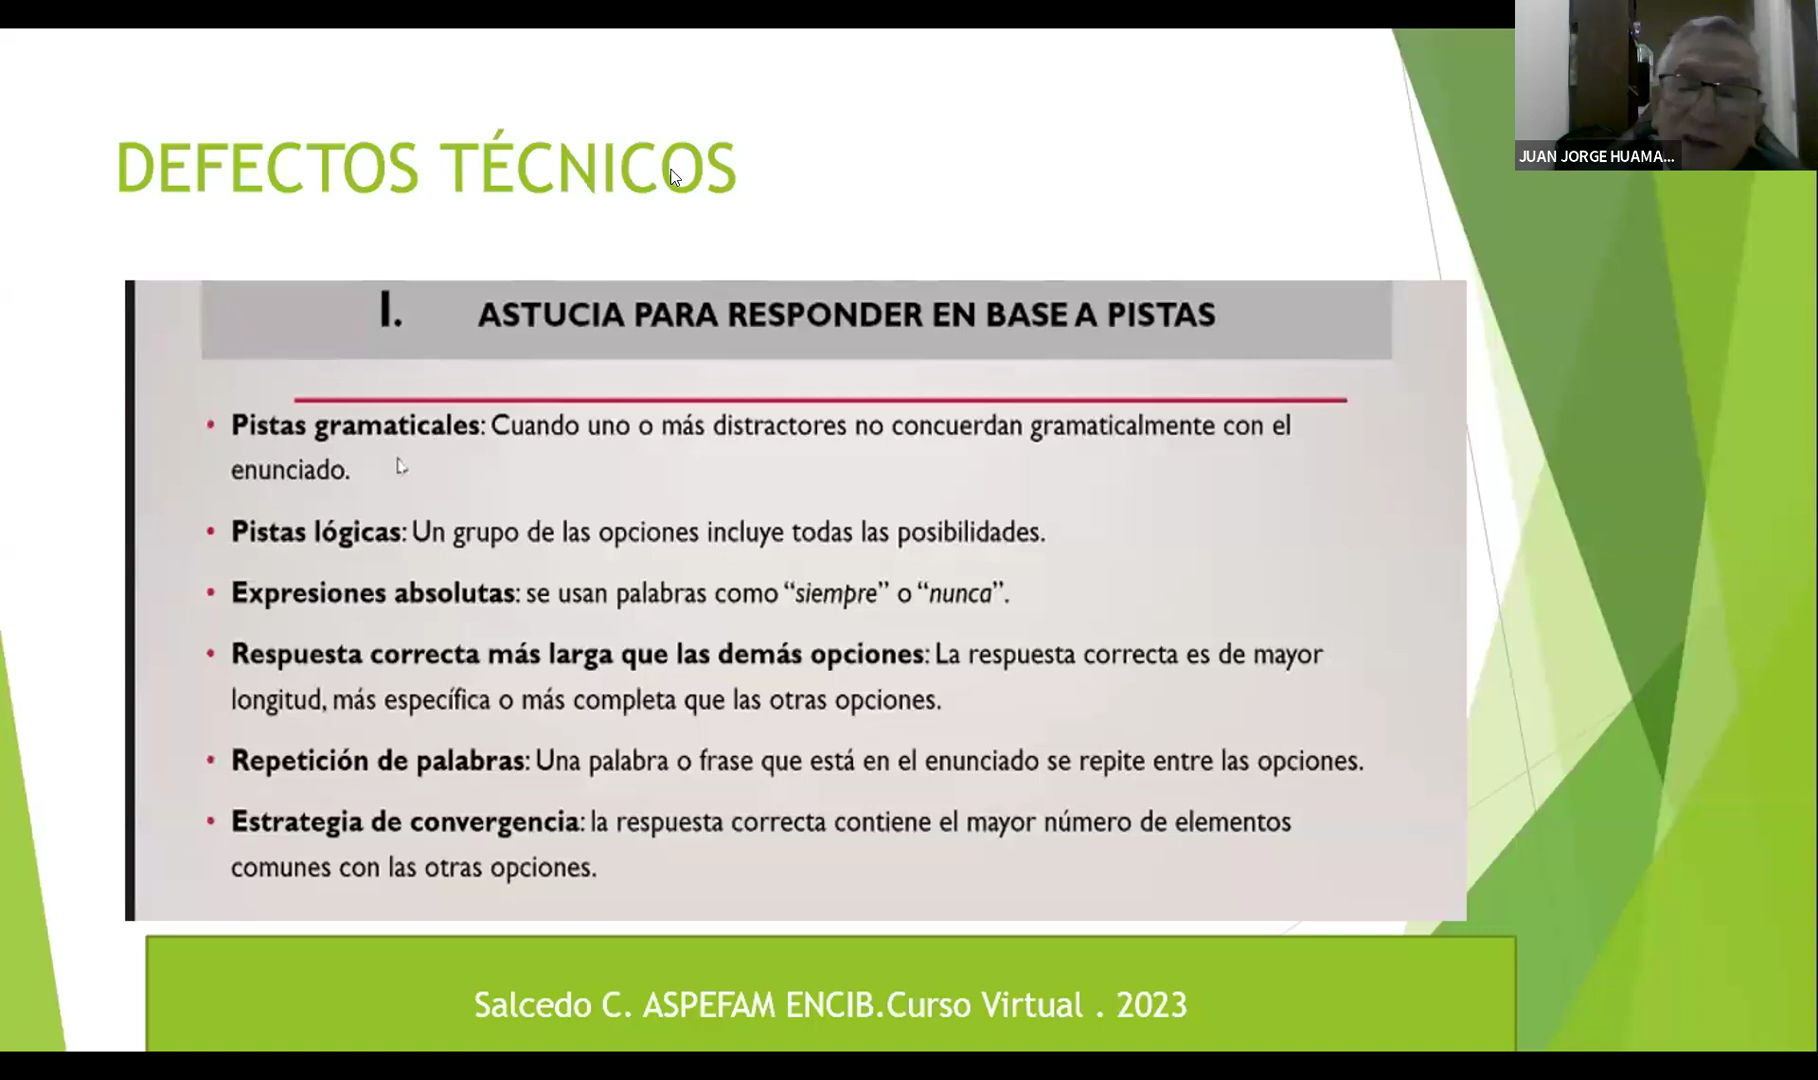 JUAN JORGE HUAMA...
DEFECTOS TÉCNICOS
I. ASTUCIA PARA RESPONDER EN BASE A PISTAS
• Pistas gramaticales: Cuando uno o más distractores no concuerdan gramaticalmente con el
enunciado.
• Pistas lógicas: Un grupo de las opciones incluye todas las posibilidades.
• Expresiones absolutas: se usan palabras como “siempre” o “nunca”.
• Respuesta correcta más larga que las demás opciones: La respuesta correcta es de mayor
longitud, más específica o más completa que las otras opciones.
• Repetición de palabras: Una palabra o frase que está en el enunciado se repite entre las opciones.
• Estrategia de convergencia: la respuesta correcta contiene el mayor número de elementos
comunes con las otras opciones.
Salcedo C. ASPEFAM ENCIB.Curso Virtual . 2023